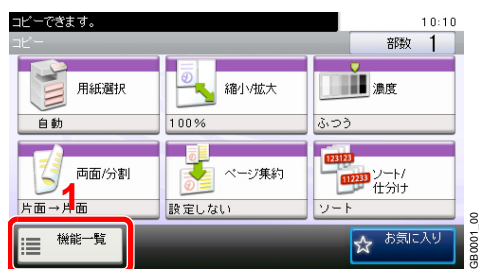 コピーできます。
10:10
コピー
部数 1
用紙選択
自動
縮小/拡大
100%
濃度
ふつう
両面/分割
片面→片面
1
ページ集約
設定しない
123123
112233
ソート/
仕分け
ソート
機能一覧
お気に入り
GB0001_00